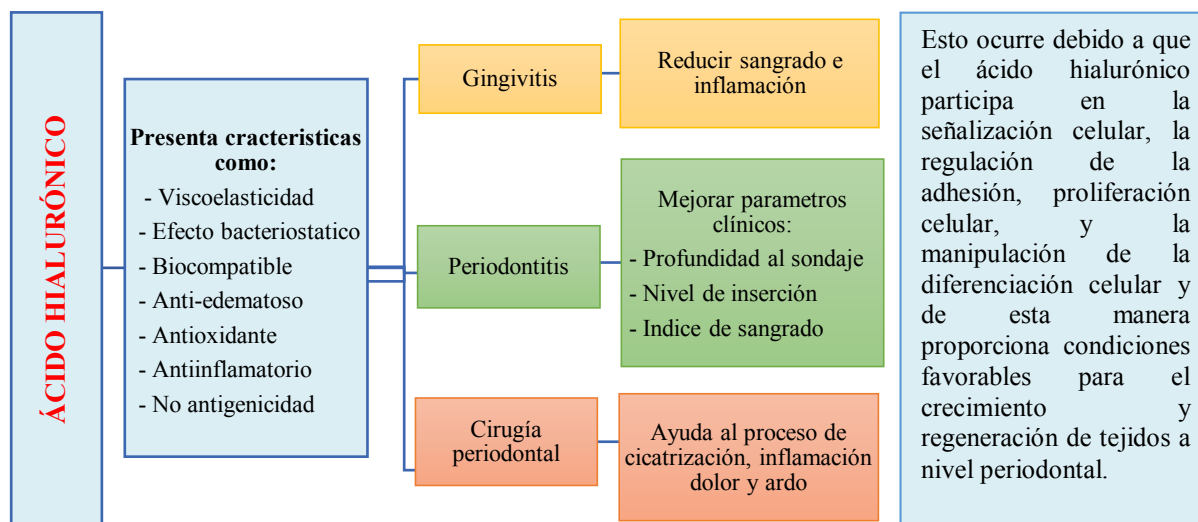 ÁCIDO HIALURÓNICO
Presenta cracteristicas
como:
- Viscoelasticidad
- Efecto bacteriostatico
- Biocompatible
- Anti-edematoso
- Antioxidante
- Antiinflamatorio
- No antigenicidad
Gingivitis
Reducir sangrado e
inflamación
Periodontitis
Mejorar parametros
clínicos:
- Profundidad al sondaje
- Nivel de inserción
- Indice de sangrado
Cirugía
periodontal
Ayuda al proceso de
cicatrización, inflamación
dolor y ardo
Esto ocurre debido a que
el ácido hialurónico
participa en la
señalización celular, la
regulación de la
adhesión, proliferación
celular, y la
manipulación de la
diferenciación celular y
de esta manera
proporciona condiciones
favorables para el
crecimiento y
regeneración de tejidos a
nivel periodontal.